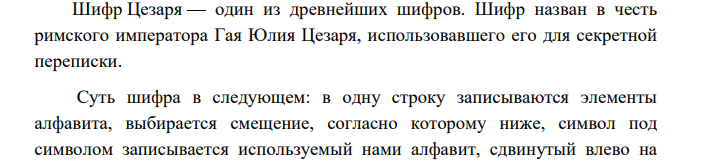 Шифр Цезаря — один из древнейших шифров. Шифр назван в честь
римского императора Гая Юлия Цезаря, использовавшего его для секретной
переписки.
Суть шифра в следующем: в одну строку записываются элементы
алфавита, выбирается смещение, согласно которому ниже, символ под
символом записывается используемый нами алфавит, сдвинутый влево на